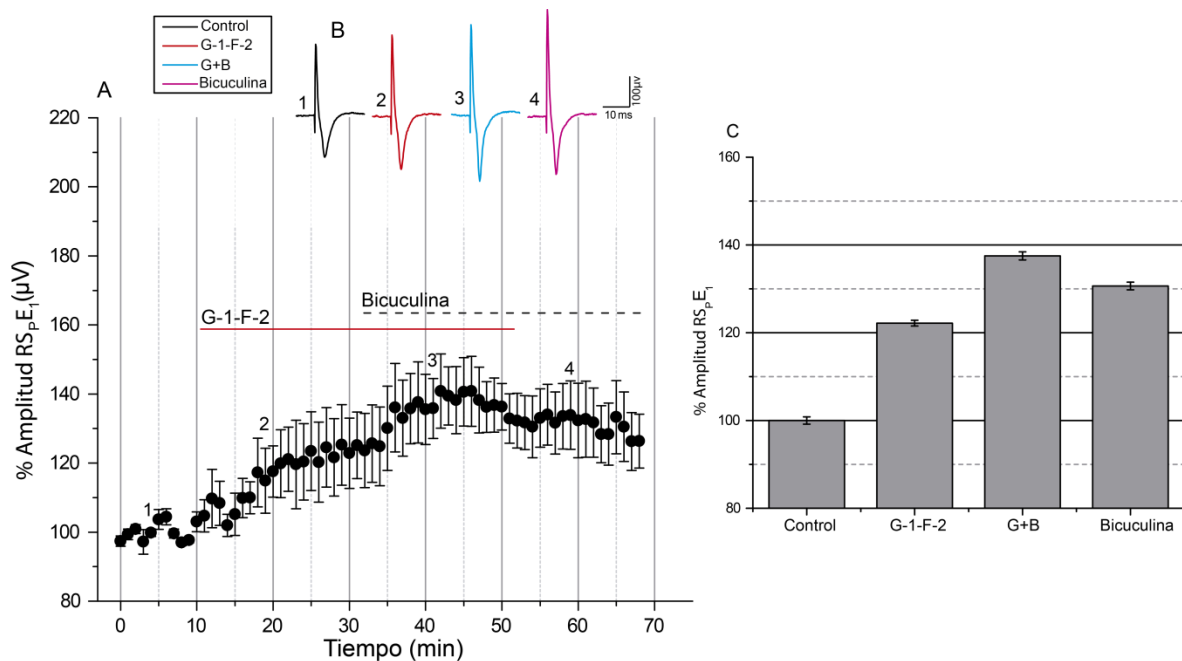 Control
G-1-F-2
G+B
Bicuculina
A
B
1
2
3
4
100µv
10 ms
220
200
180
160
140
120
100
80
% Amplitud RSPE1(µV)
Bicuculina
G-1-F-2
1
2
3
4
0
10
20
30
40
50
60
70
Tiempo (min)
C
160
140
120
100
80
% Amplitud RSPE1
Control
G-1-F-2
G+B
Bicuculina